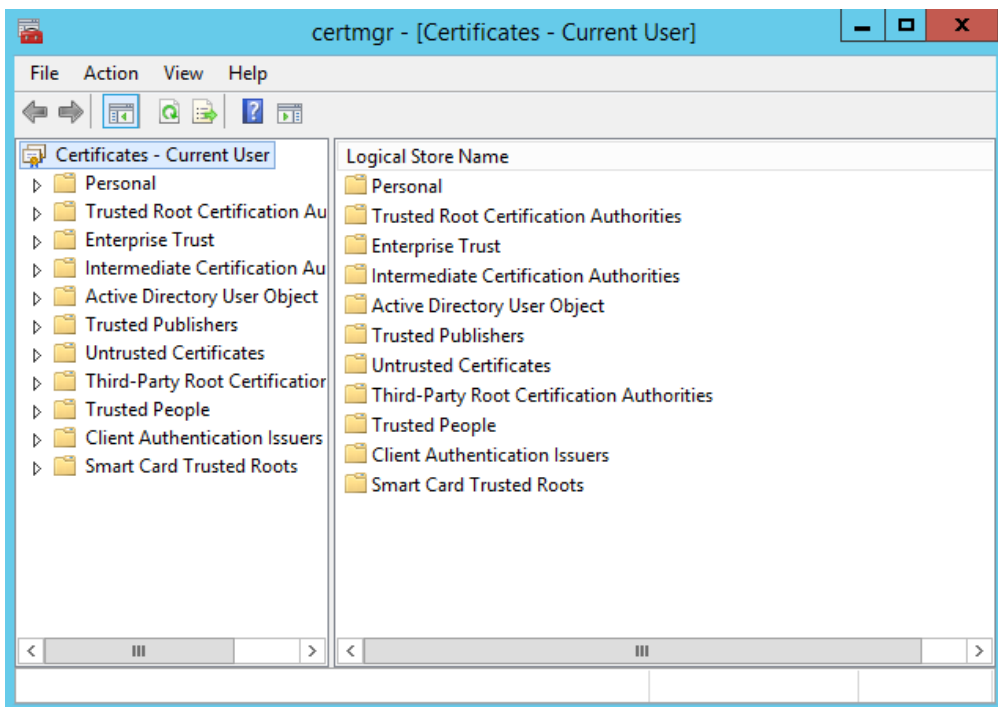 certmgr - [Certificates - Current User]
File Action View Help
Certificates - Current User
Personal
Trusted Root Certification Au
Enterprise Trust
Intermediate Certification Au
Active Directory User Object
Trusted Publishers
Untrusted Certificates
Third-Party Root Certification
Trusted People
Client Authentication Issuers
Smart Card Trusted Roots
Logical Store Name
Personal
Trusted Root Certification Authorities
Enterprise Trust
Intermediate Certification Authorities
Active Directory User Object
Trusted Publishers
Untrusted Certificates
Third-Party Root Certification Authorities
Trusted People
Client Authentication Issuers
Smart Card Trusted Roots